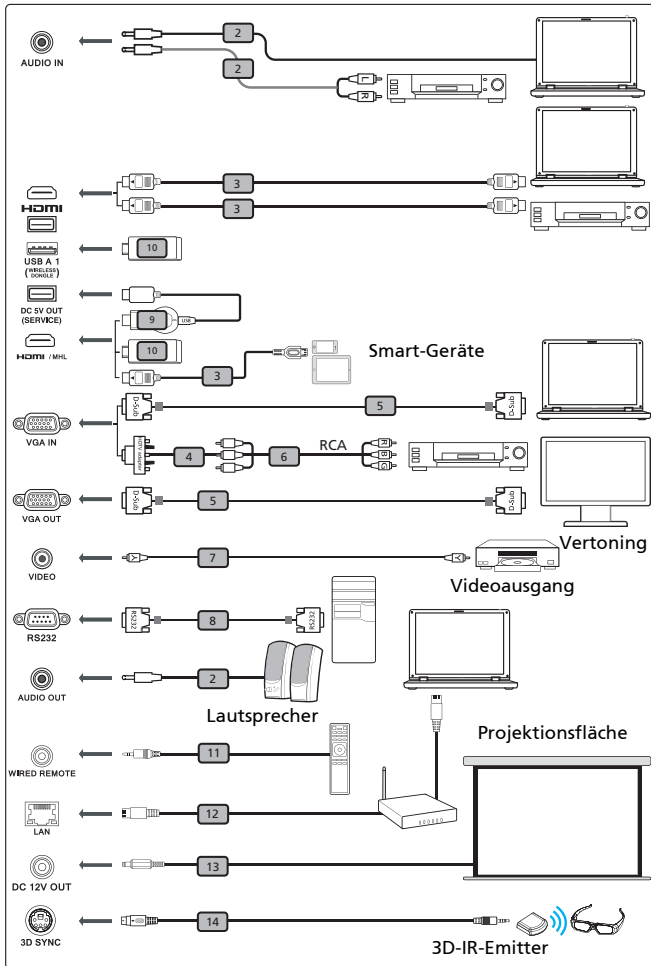 2
AUDIO IN
2
L
R
3
HDMI
3
USB A 1
(WIRELESS DONGLE)
10
DC 5V OUT
(SERVICE)
9
USB
HDMI / MHL
10
3
Smart-Geräte
VGA IN
D-Sub
5
D-Sub
HDTV adapter
4
6
RCA
R
B
G
VGA OUT
D-Sub
5
D-Sub
Vertoning
VIDEO
Y
7
Y
Videoausgang
RS232
RS232
8
RS232
AUDIO OUT
2
Lautsprecher
Projektionsfläche
WIRED REMOTE
11
LAN
12
DC 12V OUT
13
3D SYNC
14
3D-IR-Emitter